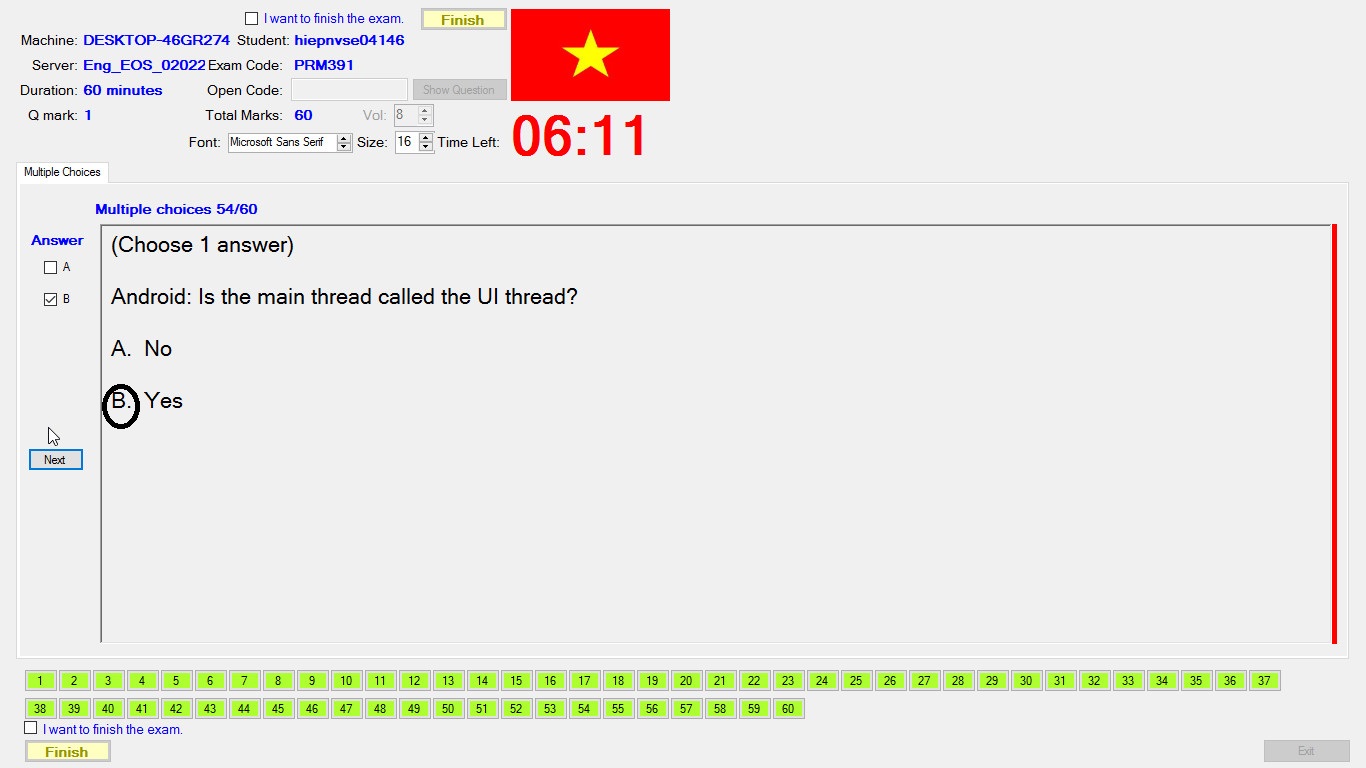 I want to finish the exam. Finish
Machine: DESKTOP-46GR274 Student: hiepnvse04146
Server: Eng_EOS_02022 Exam Code: PRM391
Duration: 60 minutes Open Code: Show Question
Q mark: 1 Total Marks: 60 Vol: 8
Font: Microsoft Sans Serif Size: 16 Time Left: 06:11
Multiple Choices
Multiple choices 54/60
Answer
A
B
Next
(Choose 1 answer)
Android: Is the main thread called the UI thread?
A. No
B. Yes
1 2 3 4 5 6 7 8 9 10 11 12 13 14 15 16 17 18 19 20 21 22 23 24 25 26 27 28 29 30 31 32 33 34 35 36 37
38 39 40 41 42 43 44 45 46 47 48 49 50 51 52 53 54 55 56 57 58 59 60
I want to finish the exam.
Finish Exit